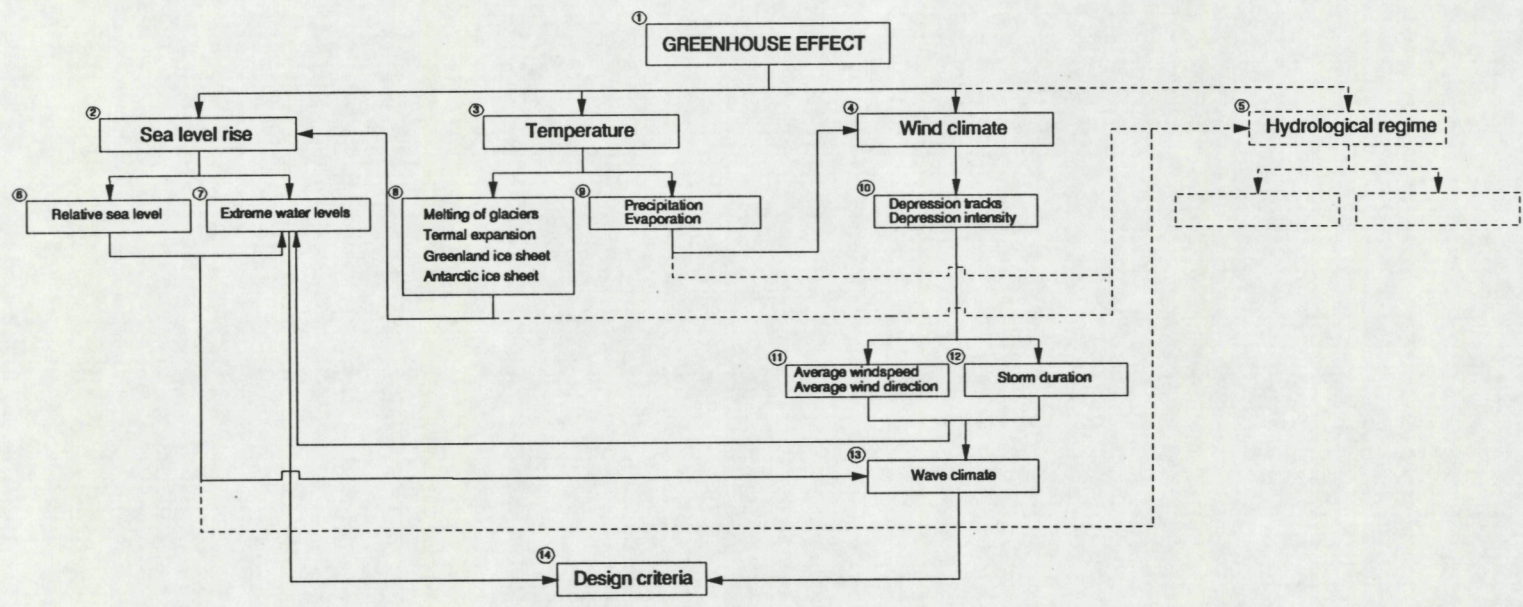 ① GREENHOUSE EFFECT
② Sea level rise
③ Temperature
④ Wind climate
⑤ Hydrological regime
⑥ Relative sea level
⑦ Extreme water levels
⑧ Melting of glaciers
Termal expansion
Greenland ice sheet
Antarctic ice sheet
⑨ Precipitation
Evaporation
⑩ Depression tracks
Depression intensity
⑪ Average windspeed
Average wind direction
⑫ Storm duration
⑬ Wave climate
⑭ Design criteria